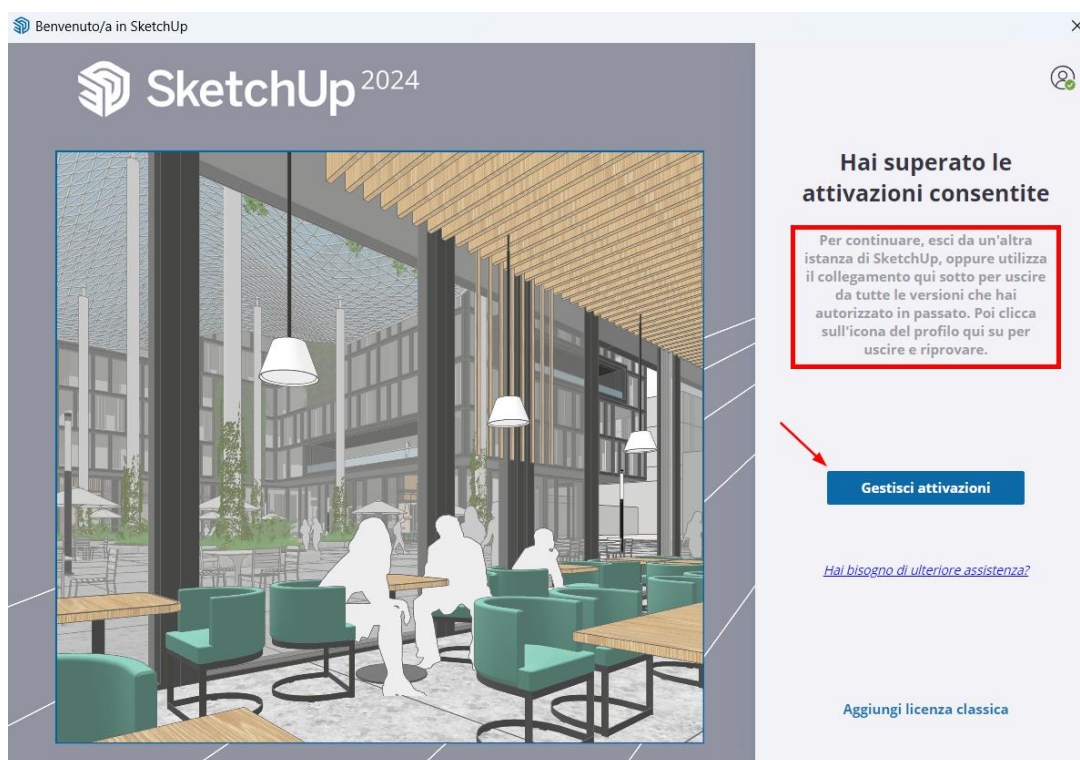 Benvenuto/a in SketchUp
SketchUp 2024
Hai superato le
attivazioni consentite
Per continuare, esci da un'altra
istanza di SketchUp, oppure utilizza
il collegamento qui sotto per uscire
da tutte le versioni che hai
autorizzato in passato. Poi clicca
sull'icona del profilo qui su per
uscire e riprovare.
Gestisci attivazioni
Hai bisogno di ulteriore assistenza?
Aggiungi licenza classica